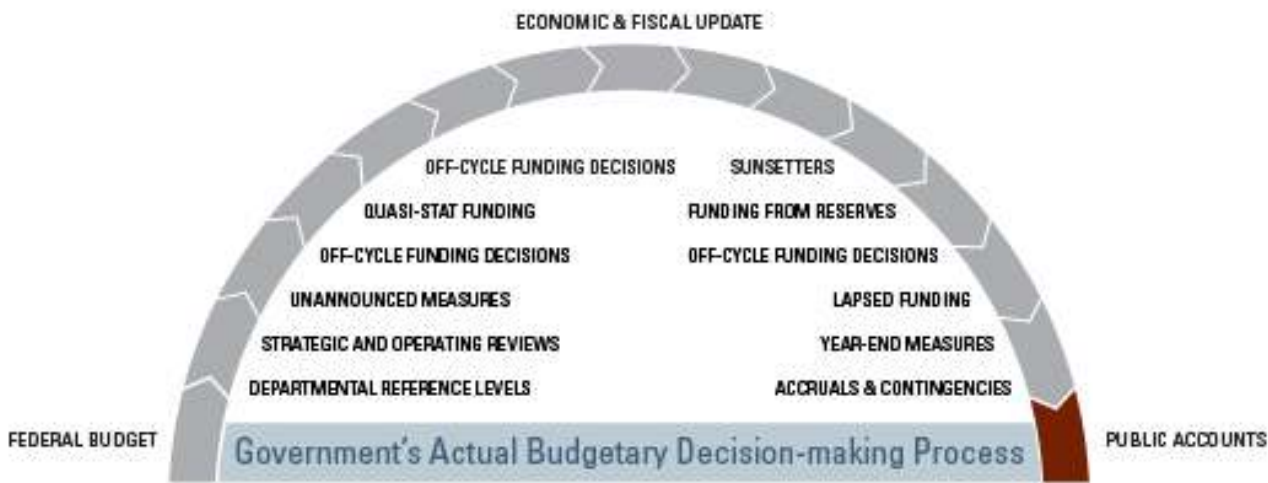 ECONOMIC & FISCAL UPDATE
OFF-CYCLE FUNDING DECISIONS
SUNSETTERS
QUASI-STAT FUNDING
FUNDING FROM RESERVES
OFF-CYCLE FUNDING DECISIONS
OFF-CYCLE FUNDING DECISIONS
UNANNOUNCED MEASURES
LAPSED FUNDING
STRATEGIC AND OPERATING REVIEWS
YEAR-END MEASURES
DEPARTMENTAL REFERENCE LEVELS
ACCRUALS & CONTINGENCIES
FEDERAL BUDGET
Government's Actual Budgetary Decision-making Process
PUBLIC ACCOUNTS